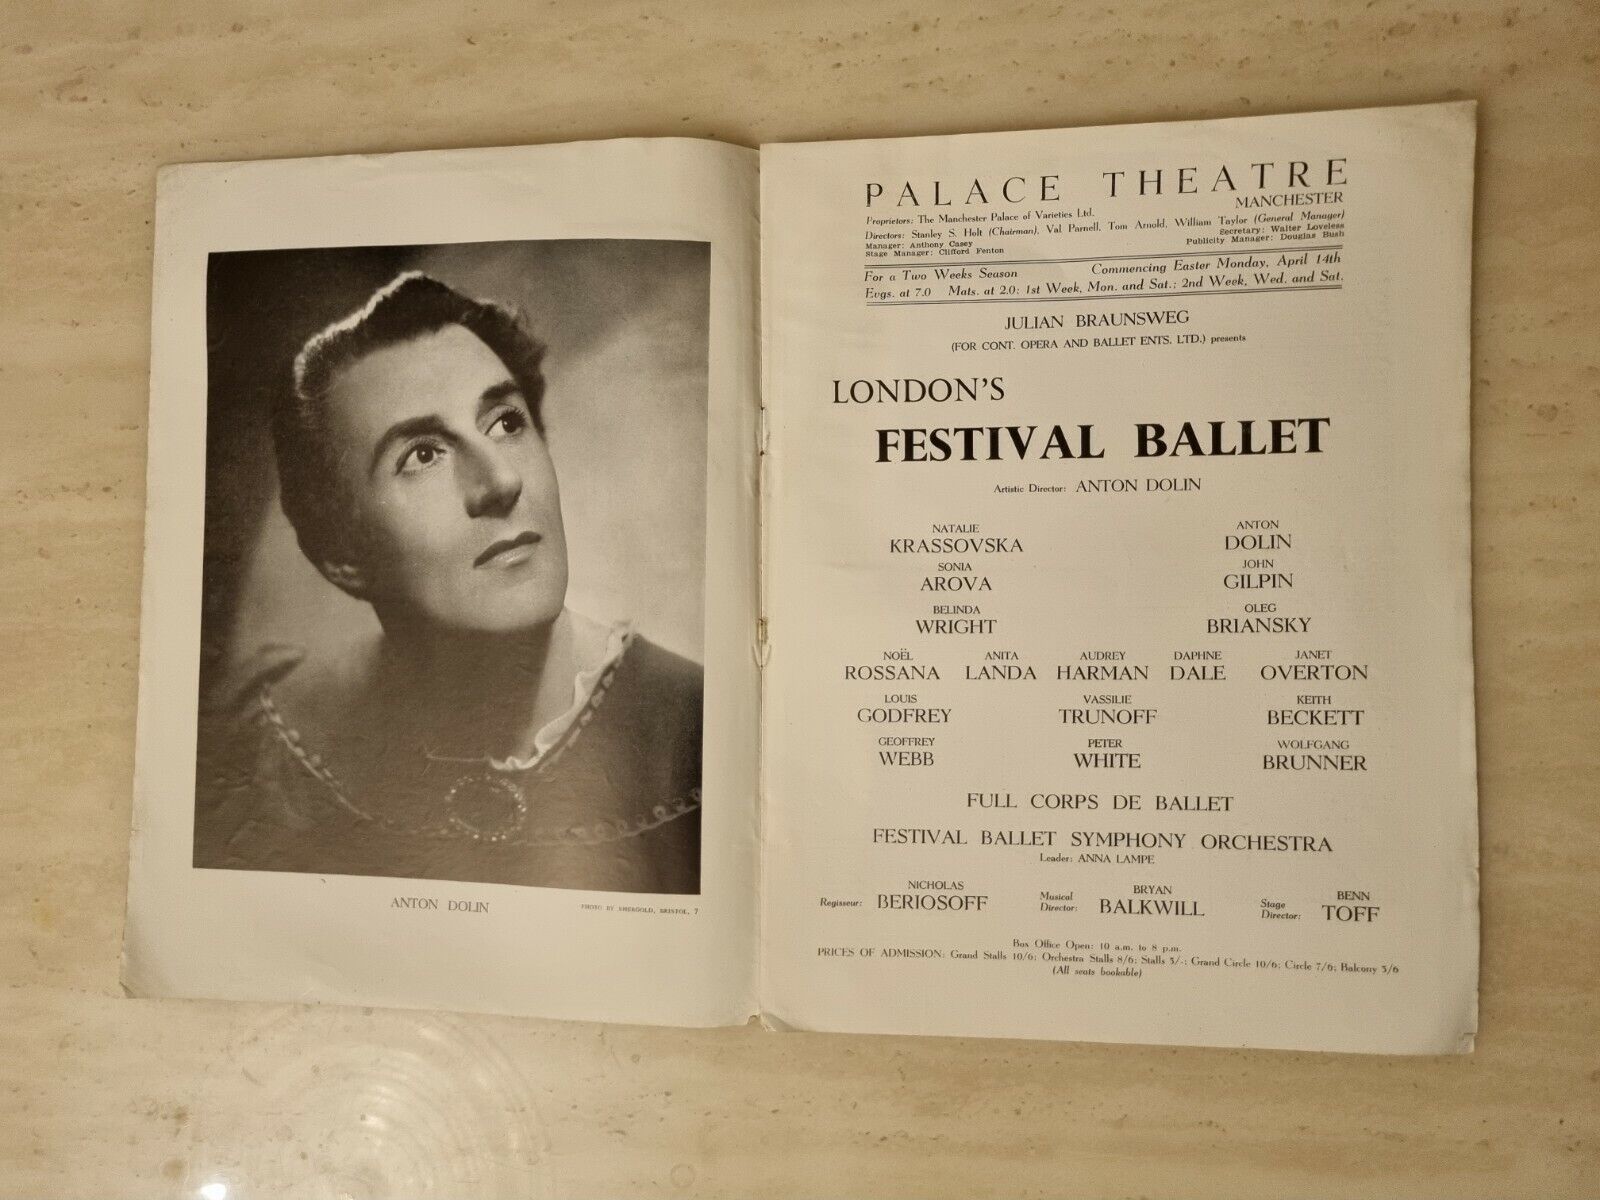 ANTON DOLIN
PHOTO BY SHERGOLD, BRISTOL, 7
PALACE THEATRE
MANCHESTER
Proprietors: The Manchester Palace of Varieties Ltd.
Directors: Stanley S. Holt (Chairman), Val Parnell, Tom Arnold, William Taylor (General Manager)
Manager: Anthony Casey Secretary: Walter Loveless
Stage Manager: Clifford Fenton Publicity Manager: Douglas Bush
For a Two Weeks Season Commencing Easter Monday, April 14th
Evgs. at 7.0 Mats. at 2.0: 1st Week, Mon. and Sat.; 2nd Week, Wed. and Sat.
JULIAN BRAUNSWEG
(FOR CONT. OPERA AND BALLET ENTS. LTD.) presents
LONDON'S
FESTIVAL BALLET
Artistic Director: ANTON DOLIN
NATALIE ANTON
KRASSOVSKA DOLIN
SONIA JOHN
AROVA GILPIN
BELINDA OLEG
WRIGHT BRIANSKY
NOËL ANITA AUDREY DAPHNE JANET
ROSSANA LANDA HARMAN DALE OVERTON
LOUIS VASSILIE KEITH
GODFREY TRUNOFF BECKETT
GEOFFREY PETER WOLFGANG
WEBB WHITE BRUNNER
FULL CORPS DE BALLET
FESTIVAL BALLET SYMPHONY ORCHESTRA
Leader: ANNA LAMPE
NICHOLAS BRYAN BENN
Regisseur: BERIOSOFF Musical Director: BALKWILL Stage Director: TOFF
Box Office Open: 10 a.m. to 8 p.m.
PRICES OF ADMISSION: Grand Stalls 10/6; Orchestra Stalls 8/6; Stalls 5/-; Grand Circle 10/6; Circle 7/6; Balcony 3/6
(All seats bookable)